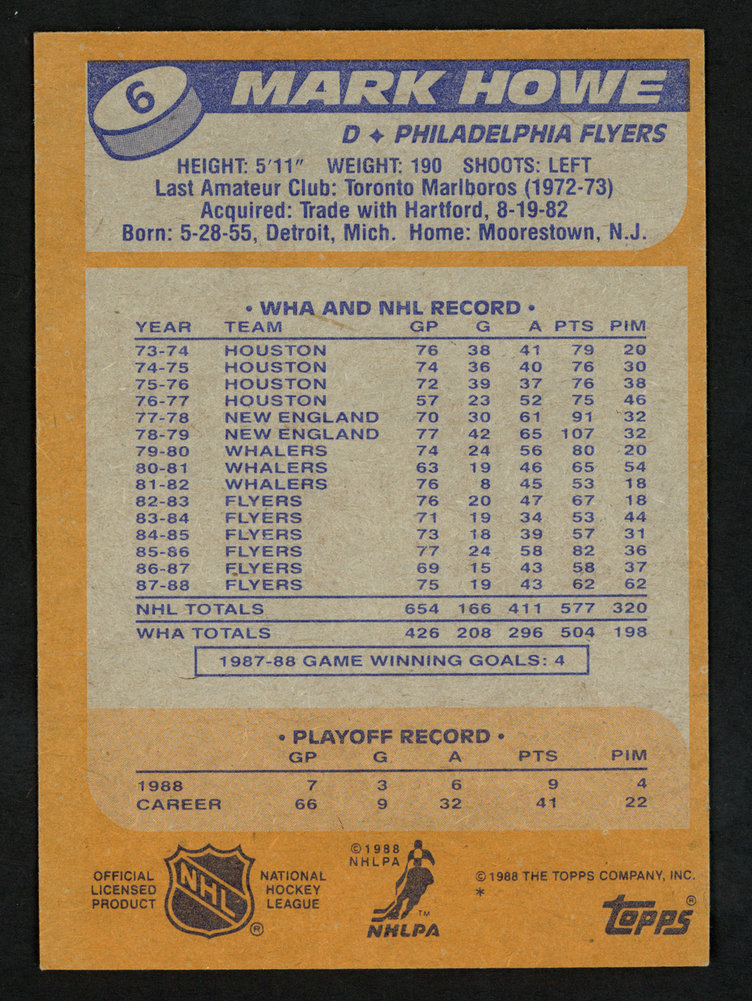 6
MARK HOWE
D ✦ PHILADELPHIA FLYERS
HEIGHT: 5'11" WEIGHT: 190 SHOOTS: LEFT
Last Amateur Club: Toronto Marlboros (1972-73)
Acquired: Trade with Hartford, 8-19-82
Born: 5-28-55, Detroit, Mich. Home: Moorestown, N.J.
• WHA AND NHL RECORD •
YEAR TEAM GP G A PTS PIM
73-74 HOUSTON 76 38 41 79 20
74-75 HOUSTON 74 36 40 76 30
75-76 HOUSTON 72 39 37 76 38
76-77 HOUSTON 57 23 52 75 46
77-78 NEW ENGLAND 70 30 61 91 32
78-79 NEW ENGLAND 77 42 65 107 32
79-80 WHALERS 74 24 56 80 20
80-81 WHALERS 63 19 46 65 54
81-82 WHALERS 76 8 45 53 18
82-83 FLYERS 76 20 47 67 18
83-84 FLYERS 71 19 34 53 44
84-85 FLYERS 73 18 39 57 31
85-86 FLYERS 77 24 58 82 36
86-87 FLYERS 69 15 43 58 37
87-88 FLYERS 75 19 43 62 62
NHL TOTALS 654 166 411 577 320
WHA TOTALS 426 208 296 504 198
1987-88 GAME WINNING GOALS: 4
• PLAYOFF RECORD •
GP G A PTS PIM
1988 7 3 6 9 4
CAREER 66 9 32 41 22
OFFICIAL LICENSED PRODUCT
NHL ®
NATIONAL HOCKEY LEAGUE
© 1988 NHLPA
TM
NHLPA
© 1988 THE TOPPS COMPANY, INC.
*
topps ®